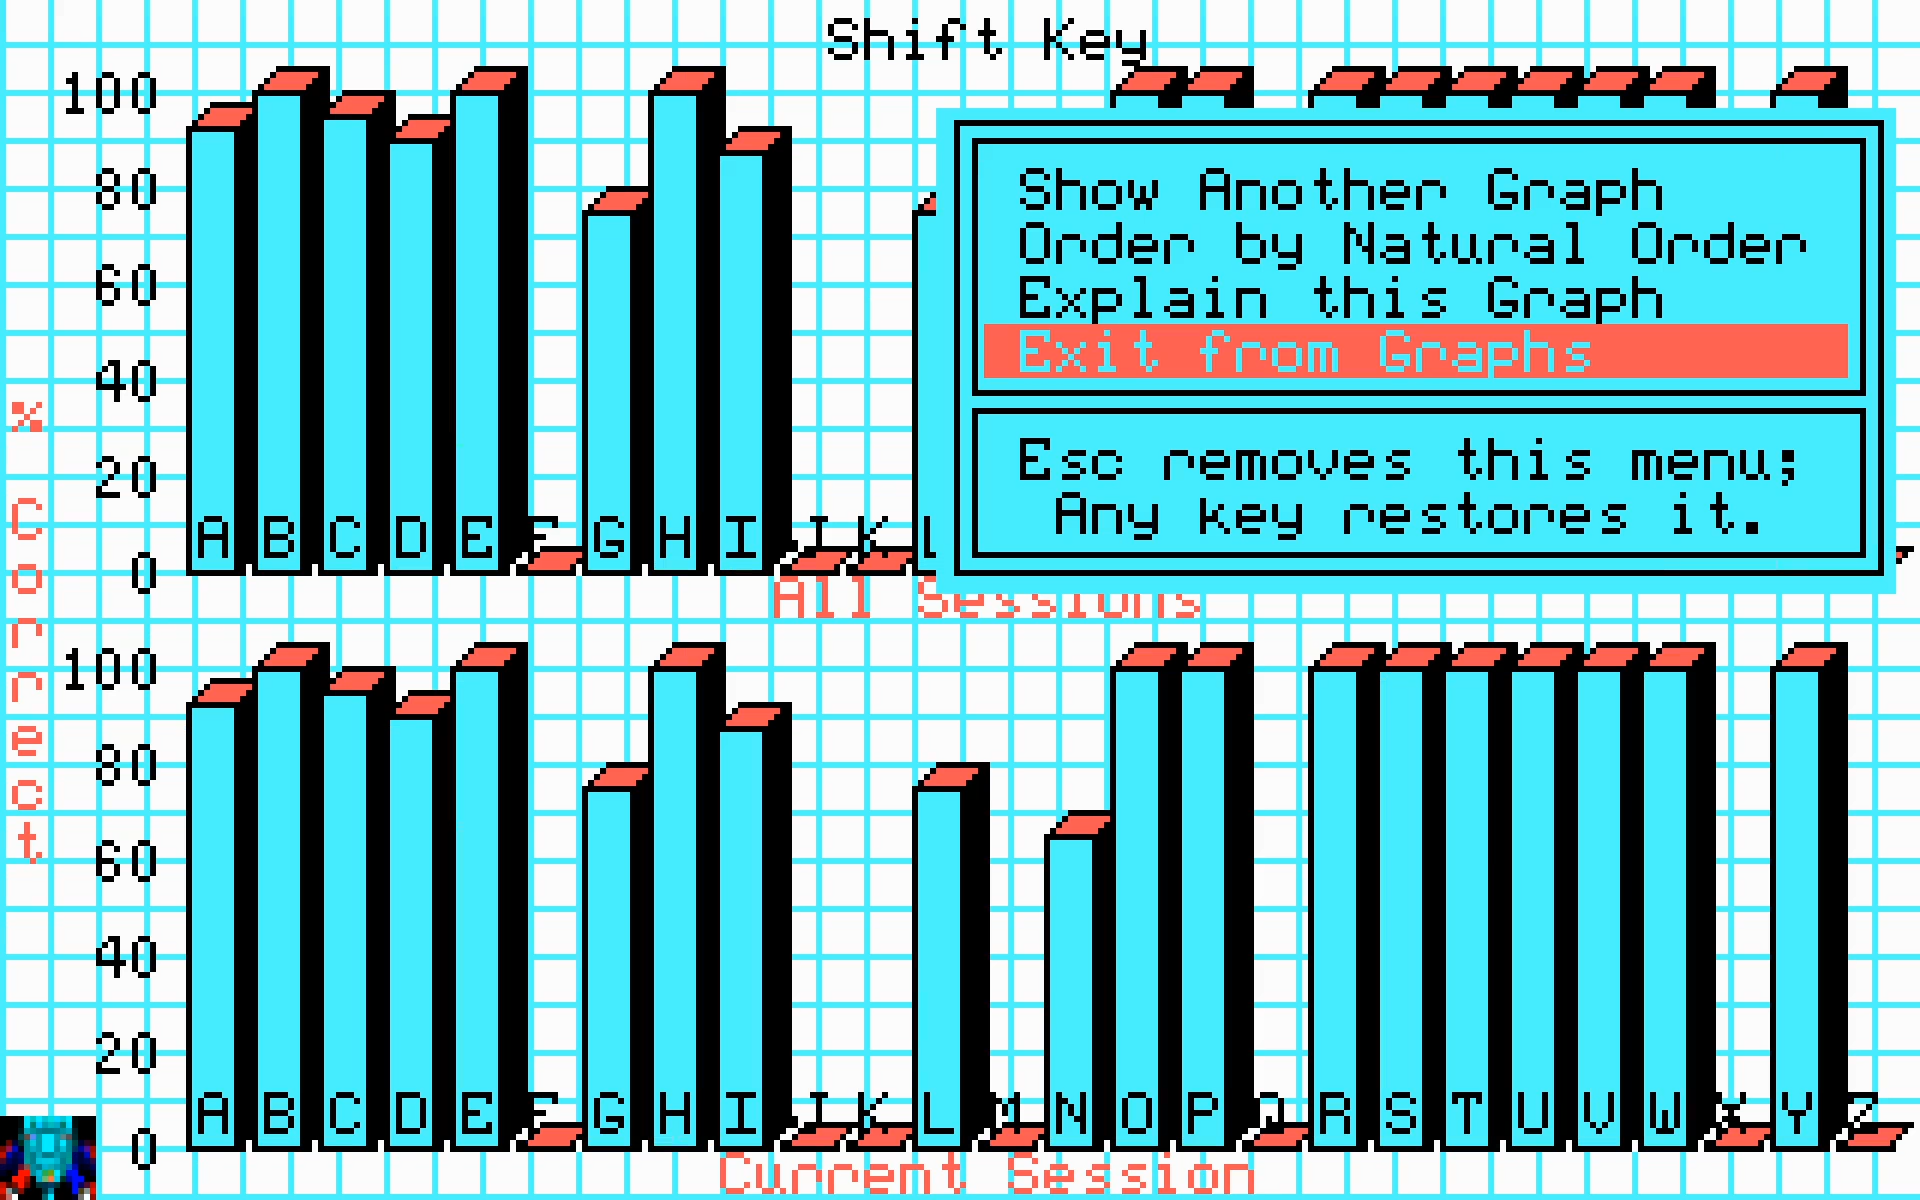 Shift Key
100
80
60
40
20
0
A B C D E F G H I J K L
All Sessions
Show Another Graph
Order by Natural Order
Explain this Graph
Exit from Graphs
Esc removes this menu;
Any key restores it.
% Correct
100
80
60
40
20
0
A B C D E F G H I J K L M N O P Q R S T U V W X Y Z
Current Session